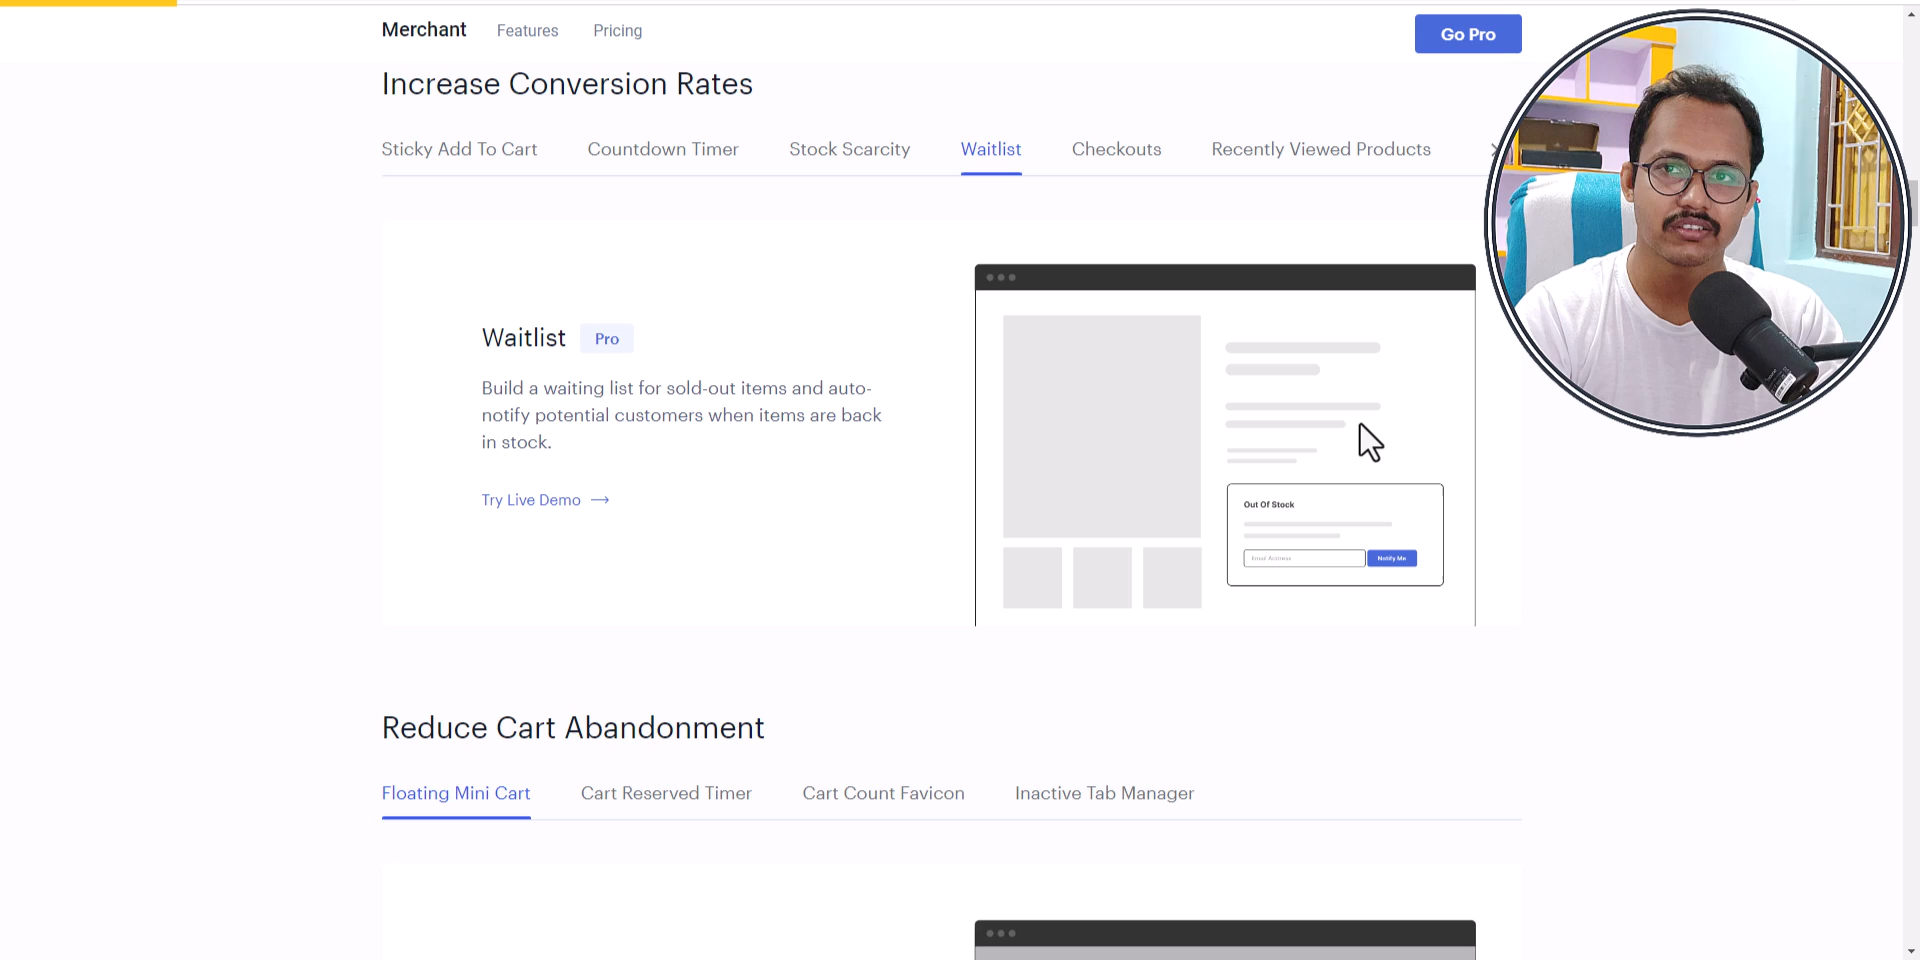 Merchant Features Pricing Go Pro
Increase Conversion Rates
Sticky Add To Cart Countdown Timer Stock Scarcity Waitlist Checkouts Recently Viewed Products
Waitlist Pro
Build a waiting list for sold-out items and auto-
notify potential customers when items are back
in stock.
Try Live Demo →
Out Of Stock
Email Address Notify Me
Reduce Cart Abandonment
Floating Mini Cart Cart Reserved Timer Cart Count Favicon Inactive Tab Manager